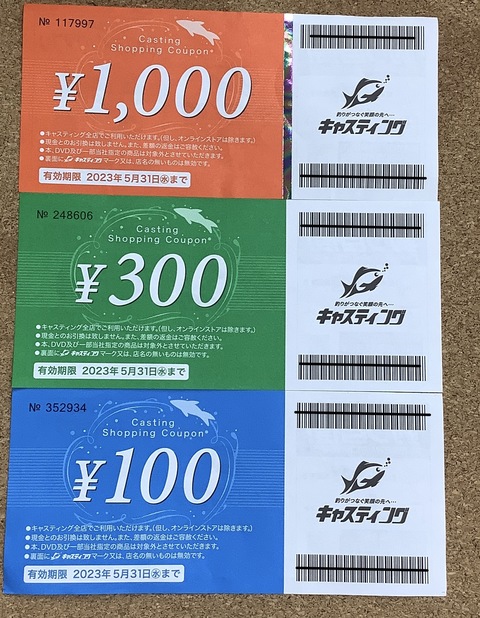 № 117997
Casting
Shopping Coupon
¥1,000
●キャスティング全店でご利用いただけます。(但し、オンラインストアは除きます。)
●現金とのお引換は致しません。また、差額の返金はご容赦ください。
●本、DVD及び一部当社指定の商品は対象外とさせていただきます。
●裏面にキャスティングマーク又は、店名の無いものは無効です。
有効期限 2023年5月31日㊌まで
釣りがつなぐ笑顔の先へ…
キャスティング
№ 248606
Casting
Shopping Coupon
¥300
●キャスティング全店でご利用いただけます。(但し、オンラインストアは除きます。)
●現金とのお引換は致しません。また、差額の返金はご容赦ください。
●本、DVD及び一部当社指定の商品は対象外とさせていただきます。
●裏面にキャスティングマーク又は、店名の無いものは無効です。
有効期限 2023年5月31日㊌まで
釣りがつなぐ笑顔の先へ…
キャスティング
№ 352934
Casting
Shopping Coupon
¥100
●キャスティング全店でご利用いただけます。(但し、オンラインストアは除きます。)
●現金とのお引換は致しません。また、差額の返金はご容赦ください。
●本、DVD及び一部当社指定の商品は対象外とさせていただきます。
●裏面にキャスティングマーク又は、店名の無いものは無効です。
有効期限 2023年5月31日㊌まで
釣りがつなぐ笑顔の先へ…
キャスティング